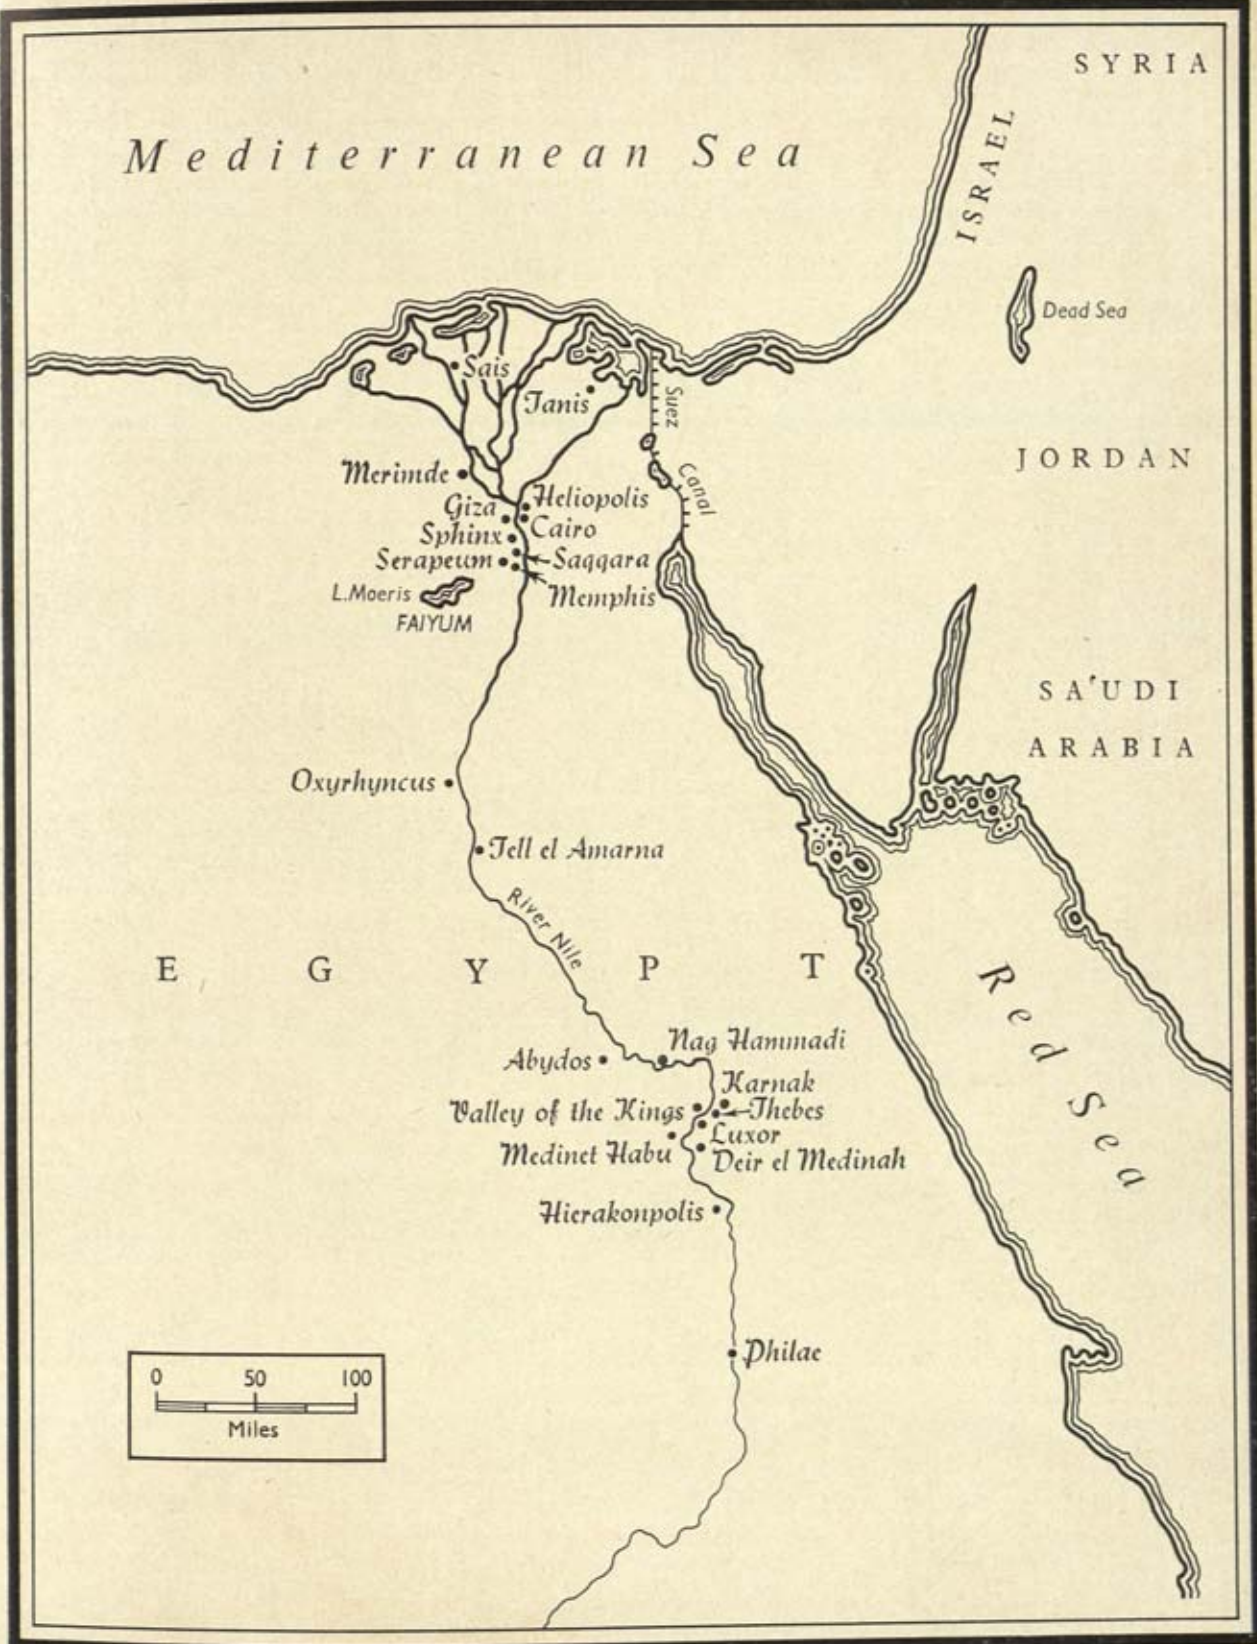 SYRIA
Mediterranean Sea
ISRAEL
Dead Sea
Sais
Tanis
Suez
Canal
JORDAN
Merimde
Heliopolis
Giza
Cairo
Sphinx
Serapeum
Saqqara
L.Moeris
Memphis
FAIYUM
SA'UDI
ARABIA
Oxyrhyncus
Tell el Amarna
River Nile
EGYPT
Red Sea
Nag Hammadi
Abydos
Karnak
Valley of the Kings
Thebes
Luxor
Medinet Habu
Deir el Medinah
Hierakonpolis
Philae
0 50 100
Miles